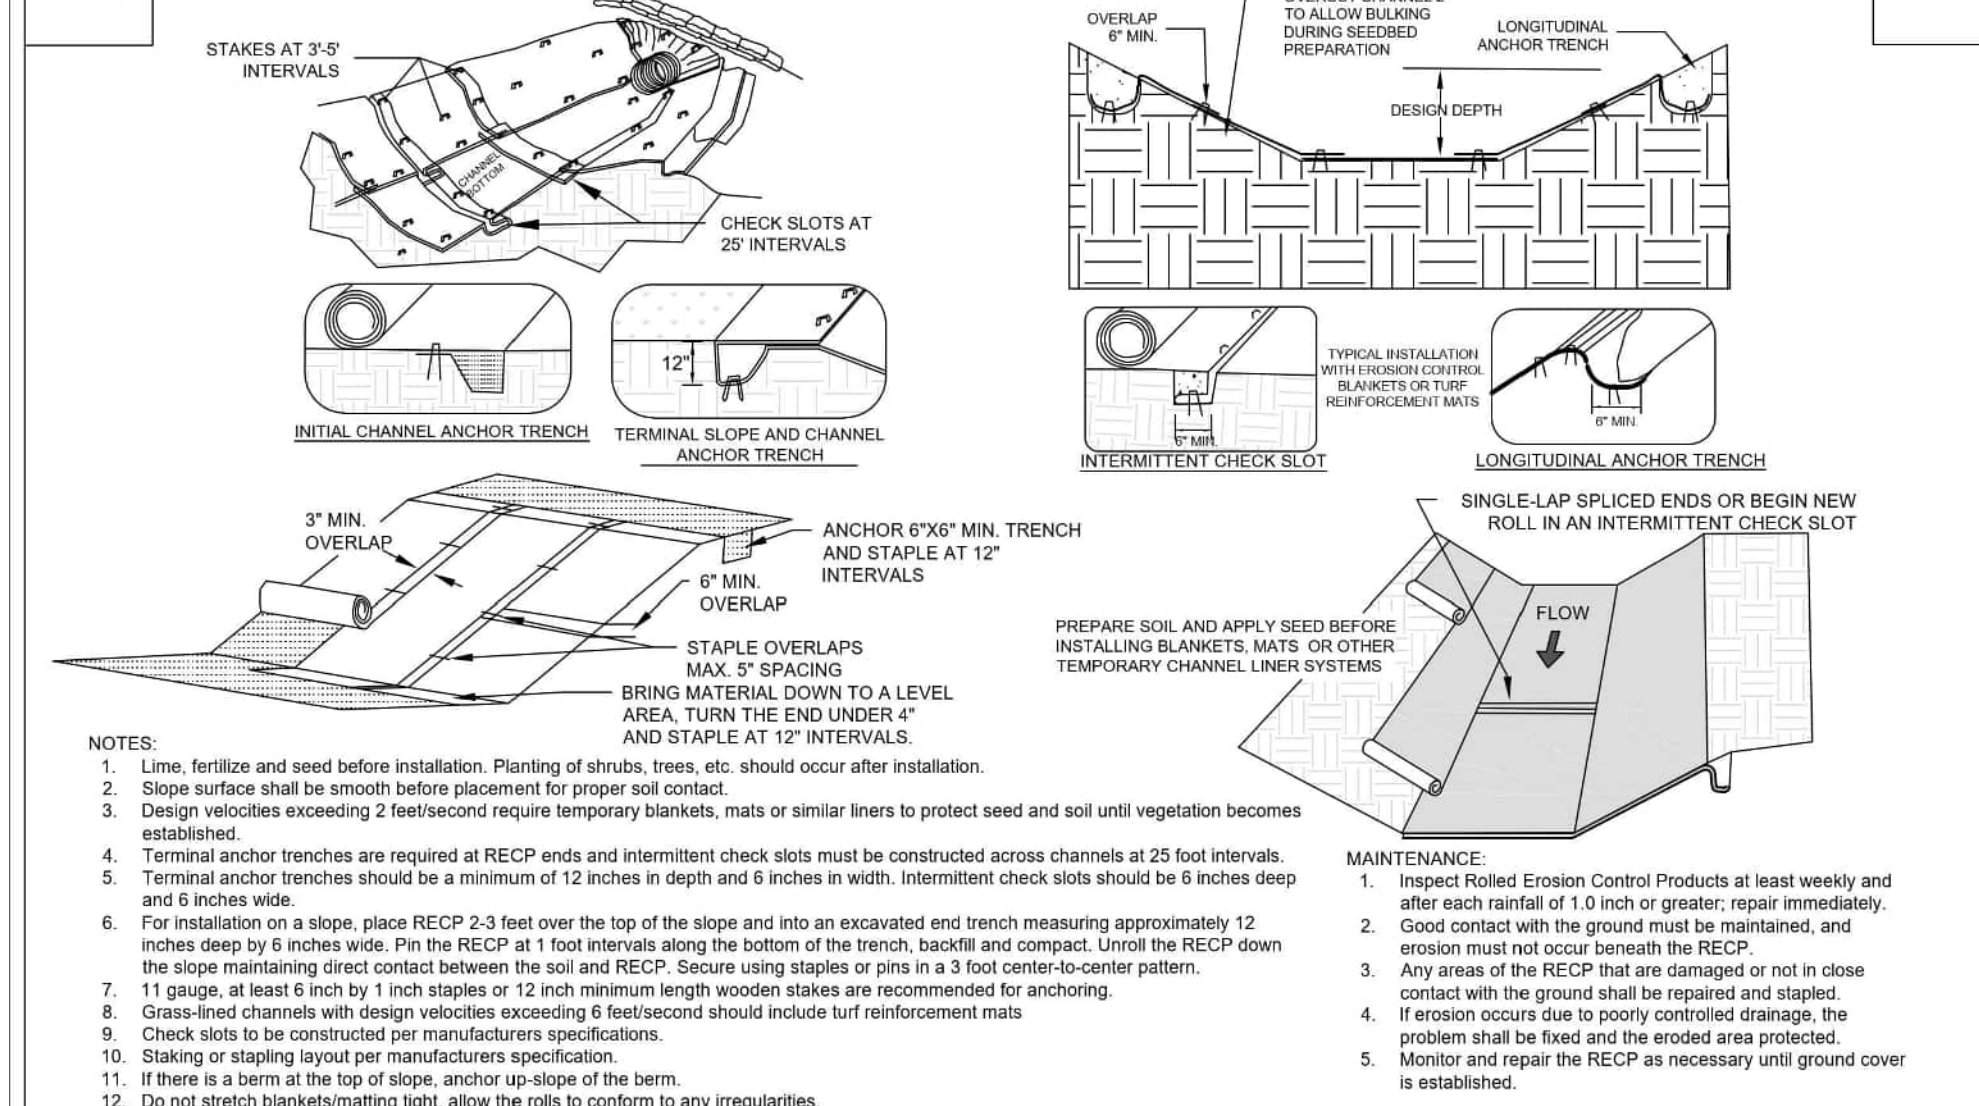 STAKES AT 3'-5'
INTERVALS
CHANNEL
BOTTOM
CHECK SLOTS AT
25' INTERVALS
OVERLAP
6" MIN.
TO ALLOW BULKING
DURING SEEDBED
PREPARATION
LONGITUDINAL
ANCHOR TRENCH
DESIGN DEPTH
INITIAL CHANNEL ANCHOR TRENCH
12"
TERMINAL SLOPE AND CHANNEL
ANCHOR TRENCH
6" MIN.
INTERMITTENT CHECK SLOT
TYPICAL INSTALLATION
WITH EROSION CONTROL
BLANKETS OR TURF
REINFORCEMENT MATS
6" MIN.
LONGITUDINAL ANCHOR TRENCH
3" MIN.
OVERLAP
ANCHOR 6"X6" MIN. TRENCH
AND STAPLE AT 12"
INTERVALS
6" MIN.
OVERLAP
STAPLE OVERLAPS
MAX. 5" SPACING
BRING MATERIAL DOWN TO A LEVEL
AREA, TURN THE END UNDER 4"
AND STAPLE AT 12" INTERVALS.
SINGLE-LAP SPLICED ENDS OR BEGIN NEW
ROLL IN AN INTERMITTENT CHECK SLOT
FLOW
PREPARE SOIL AND APPLY SEED BEFORE
INSTALLING BLANKETS, MATS OR OTHER
TEMPORARY CHANNEL LINER SYSTEMS
NOTES:
1. Lime, fertilize and seed before installation. Planting of shrubs, trees, etc. should occur after installation.
2. Slope surface shall be smooth before placement for proper soil contact.
3. Design velocities exceeding 2 feet/second require temporary blankets, mats or similar liners to protect seed and soil until vegetation becomes
established.
4. Terminal anchor trenches are required at RECP ends and intermittent check slots must be constructed across channels at 25 foot intervals.
5. Terminal anchor trenches should be a minimum of 12 inches in depth and 6 inches in width. Intermittent check slots should be 6 inches deep
and 6 inches wide.
6. For installation on a slope, place RECP 2-3 feet over the top of the slope and into an excavated end trench measuring approximately 12
inches deep by 6 inches wide. Pin the RECP at 1 foot intervals along the bottom of the trench, backfill and compact. Unroll the RECP down
the slope maintaining direct contact between the soil and RECP. Secure using staples or pins in a 3 foot center-to-center pattern.
7. 11 gauge, at least 6 inch by 1 inch staples or 12 inch minimum length wooden stakes are recommended for anchoring.
8. Grass-lined channels with design velocities exceeding 6 feet/second should include turf reinforcement mats
9. Check slots to be constructed per manufacturers specifications.
10. Staking or stapling layout per manufacturers specification.
11. If there is a berm at the top of slope, anchor up-slope of the berm.
12. Do not stretch blankets/matting tight, allow the rolls to conform to any irregularities.
MAINTENANCE:
1. Inspect Rolled Erosion Control Products at least weekly and
after each rainfall of 1.0 inch or greater; repair immediately.
2. Good contact with the ground must be maintained, and
erosion must not occur beneath the RECP.
3. Any areas of the RECP that are damaged or not in close
contact with the ground shall be repaired and stapled.
4. If erosion occurs due to poorly controlled drainage, the
problem shall be fixed and the eroded area protected.
5. Monitor and repair the RECP as necessary until ground cover
is established.